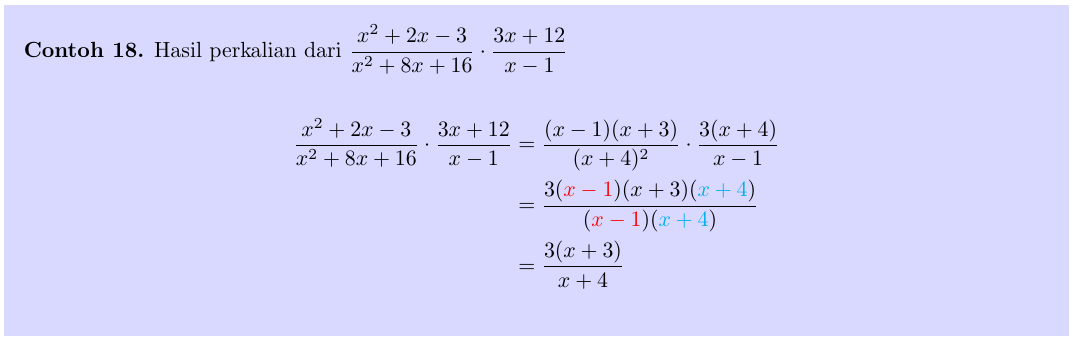 Contoh 18. Hasil perkalian dari $\frac{x^2 + 2x - 3}{x^2 + 8x + 16} \cdot \frac{3x + 12}{x - 1}$
$\frac{x^2 + 2x - 3}{x^2 + 8x + 16} \cdot \frac{3x + 12}{x - 1} = \frac{(x - 1)(x + 3)}{(x + 4)^2} \cdot \frac{3(x + 4)}{x - 1}$
$= \frac{3(x - 1)(x + 3)(x + 4)}{(x - 1)(x + 4)}$
$= \frac{3(x + 3)}{x + 4}$